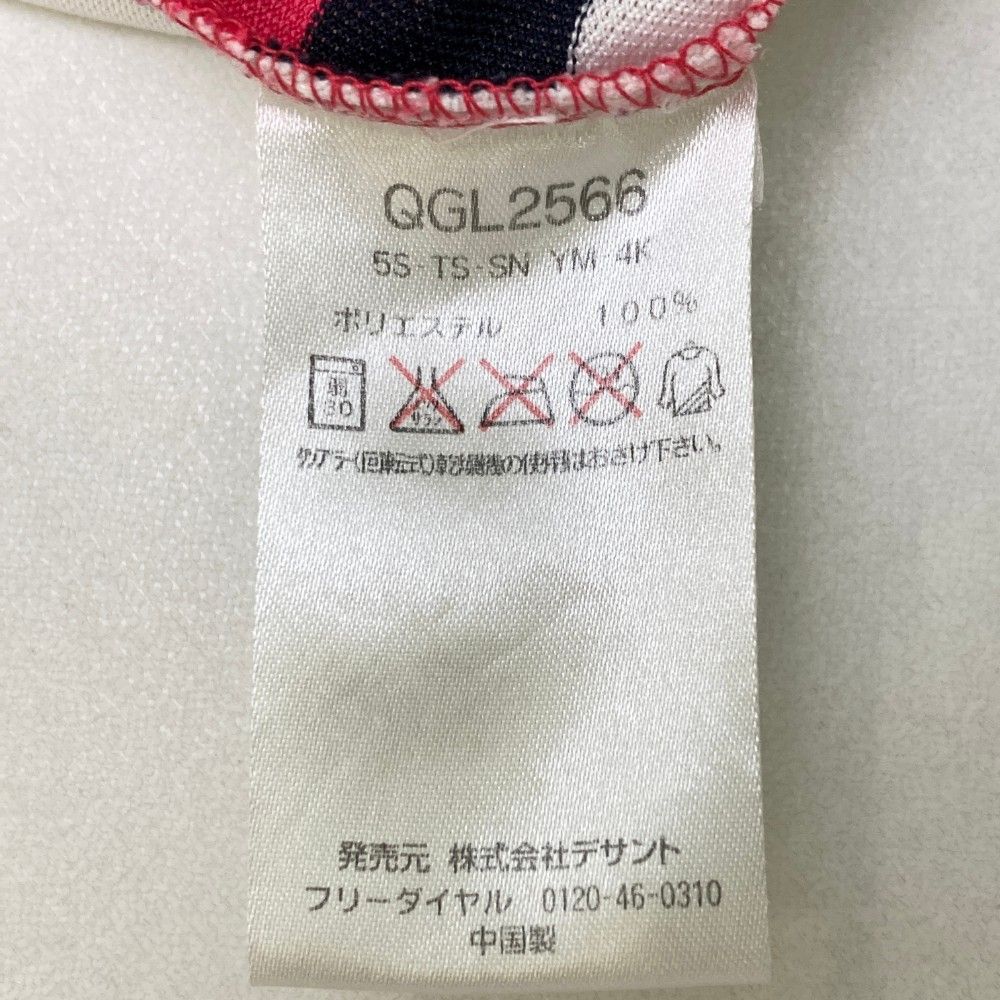 QGL2566
5S-TS-SN YM-4K
ポリエステル 100%
弱
30
タンブラー(回転式)乾燥機の使用はおさけ下さい。
発売元 株式会社デサント
フリーダイヤル 0120-46-0310
中国製